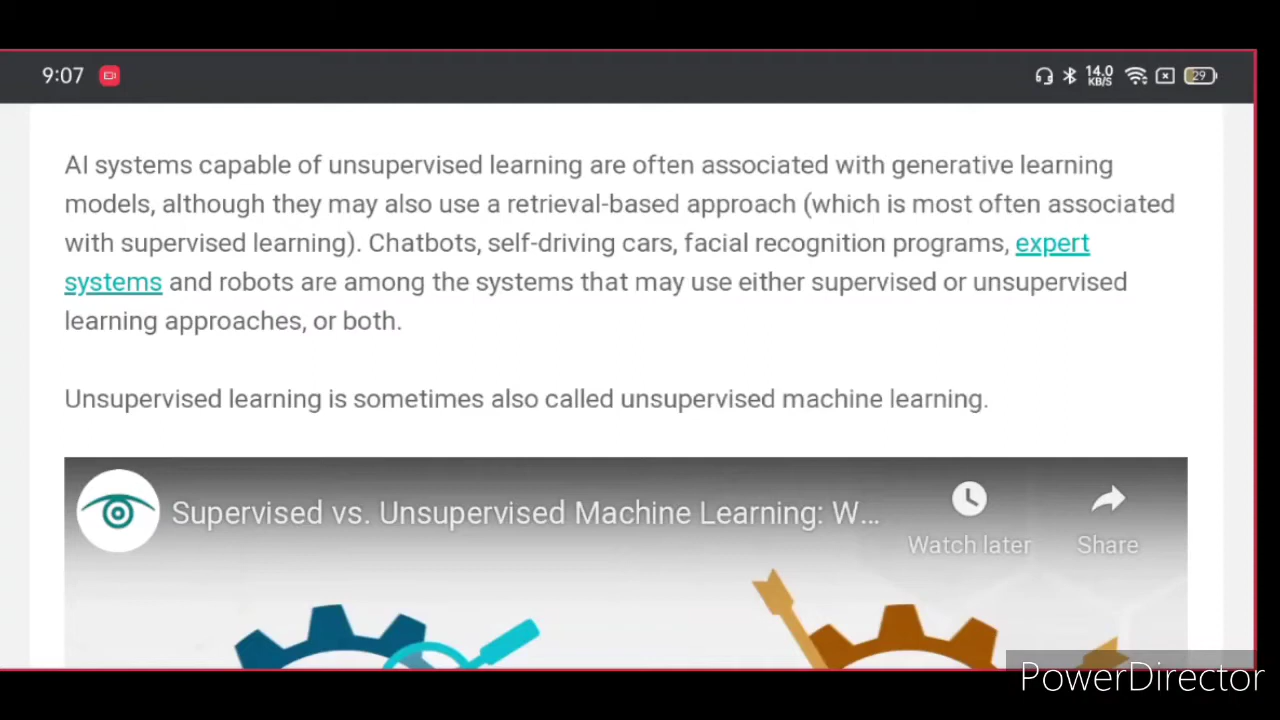 9:07
14.0
KB/S
29
AI systems capable of unsupervised learning are often associated with generative learning
models, although they may also use a retrieval-based approach (which is most often associated
with supervised learning). Chatbots, self-driving cars, facial recognition programs, expert
systems and robots are among the systems that may use either supervised or unsupervised
learning approaches, or both.
Unsupervised learning is sometimes also called unsupervised machine learning.
Supervised vs. Unsupervised Machine Learning: W...
Watch later
Share
PowerDirector